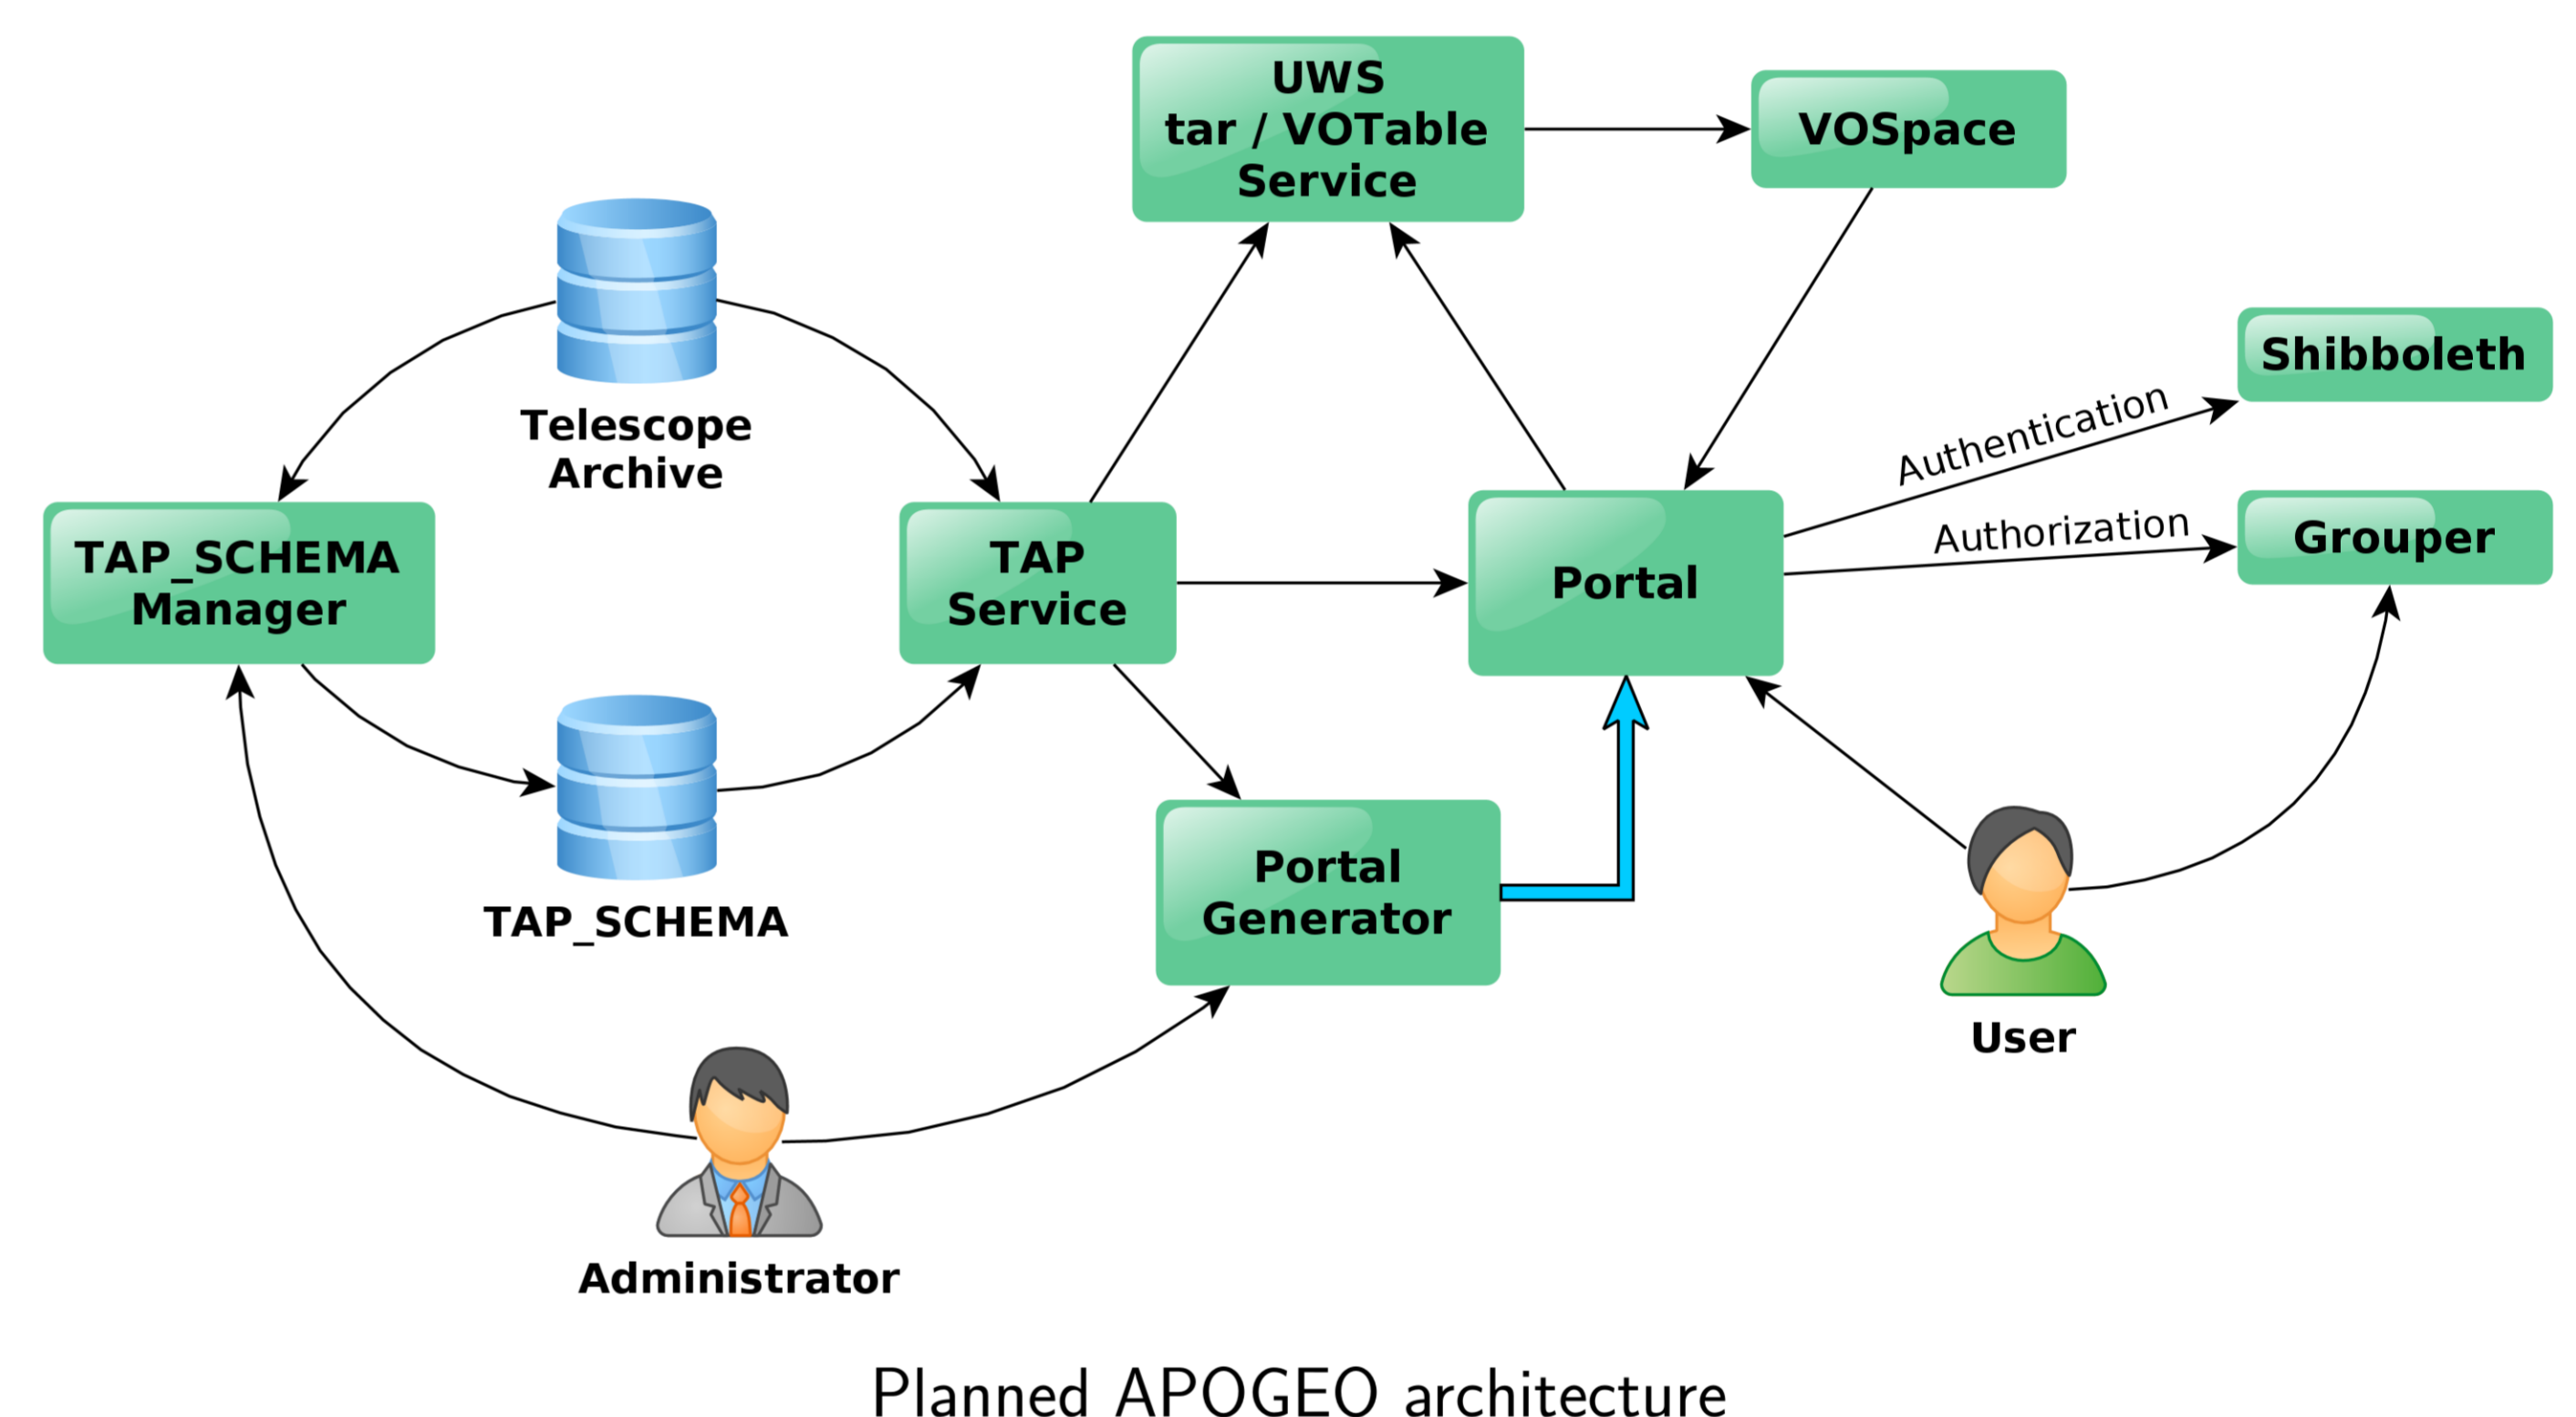 UWS
tar / VOTable
Service
VOSpace
Telescope
Archive
Shibboleth
Authentication
TAP_SCHEMA
Manager
TAP
Service
Portal
Authorization
Grouper
TAP_SCHEMA
Portal
Generator
User
Administrator
Planned APOGEO architecture